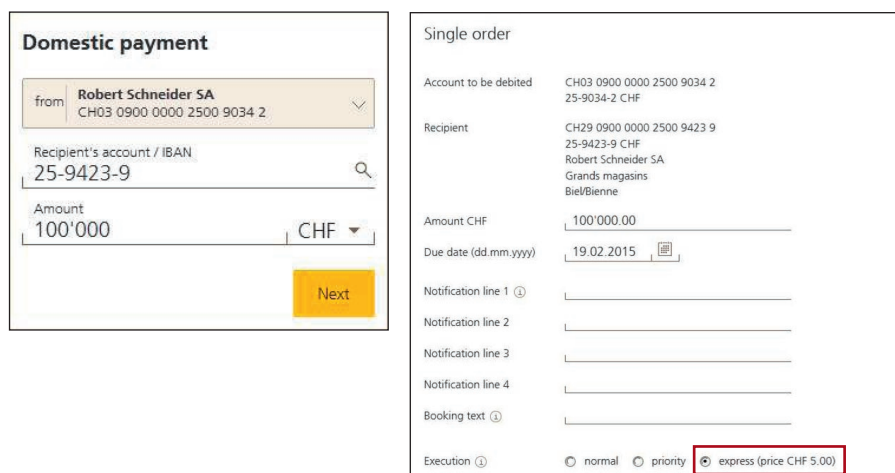 Domestic payment
from Robert Schneider SA
CH03 0900 0000 2500 9034 2
Recipient's account / IBAN
25-9423-9
Amount
100'000 CHF
Next
Single order
Account to be debited CH03 0900 0000 2500 9034 2
25-9034-2 CHF
Recipient CH29 0900 0000 2500 9423 9
25-9423-9 CHF
Robert Schneider SA
Grands magasins
Biel/Bienne
Amount CHF 100'000.00
Due date (dd.mm.yyyy) 19.02.2015
Notification line 1
Notification line 2
Notification line 3
Notification line 4
Booking text
Execution normal priority express (price CHF 5.00)